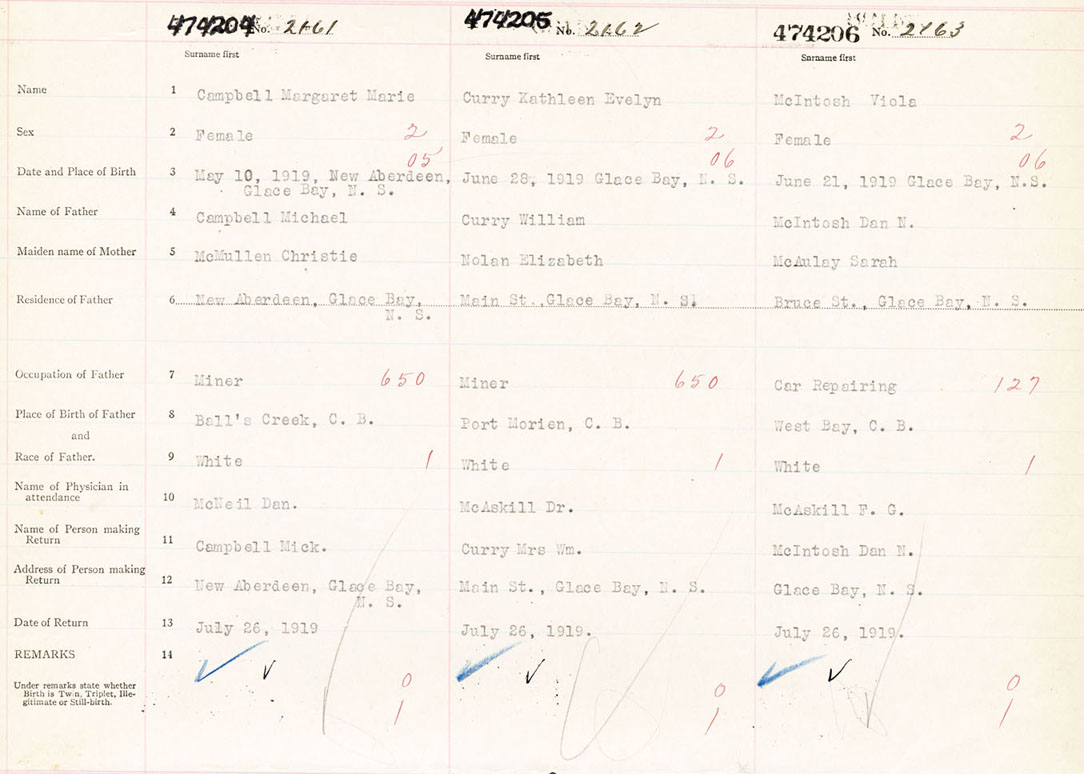 474204 No. 2161 474205 No. 2162 474206 No. 2163
Surname first Surname first Surname first
Name 1 Campbell Margaret Marie Curry Kathleen Evelyn McIntosh Viola
Sex 2 Female 2 Female 2 Female 2
05 06 06
Date and Place of Birth 3 May 10, 1919, New Aberdeen, June 28, 1919 Glace Bay, N. S. June 21, 1919 Glace Bay, N.S.
Glace Bay, N. S.
Name of Father 4 Campbell Michael Curry William McIntosh Dan N.
Maiden name of Mother 5 McMullen Christie Nolan Elizabeth McAulay Sarah
Residence of Father 6 New Aberdeen, Glace Bay, Main St., Glace Bay, N. S. Bruce St., Glace Bay, N. S.
N. S.
Occupation of Father 7 Miner 650 Miner 650 Car Repairing 127
Place of Birth of Father 8 Ball's Creek, C. B. Port Morien, C. B. West Bay, C. B.
and
Race of Father. 9 White 1 White 1 White 1
Name of Physician in
attendance 10 McNeil Dan. McAskill Dr. McAskill F. G.
Name of Person making
Return 11 Campbell Mick. Curry Mrs Wm. McIntosh Dan N.
Address of Person making
Return 12 New Aberdeen, Glace Bay, Main St., Glace Bay, N. S. Glace Bay, N. S.
N. S.
Date of Return 13 July 26, 1919 July 26, 1919. July 26, 1919.
REMARKS 14
Under remarks state whether
Birth is Twin, Triplet, Ille-
gitimate or Still-birth.
0 0 0
1 1 1